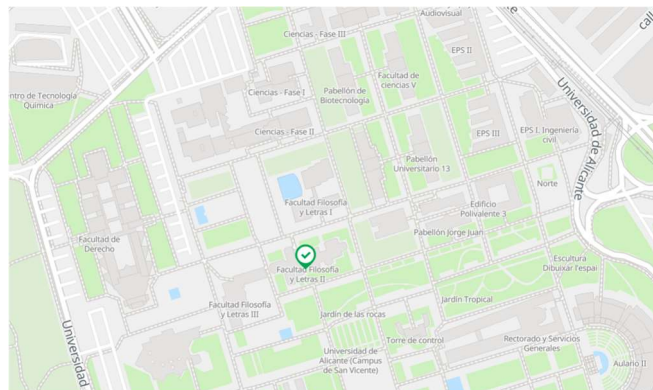 Audiovisual
Ciencias - Fase III
EPS II
Facultad de
ciencias V
Ciencias - Fase I
Pabellón de
Biotecnología
ntro de Tecnología
Química
Ciencias - Fase II
EPS III
EPS I. Ingeniería
civil
Universidad de Alicante
Pabellón
Universitario 13
Norte
Facultad Filosofía
y Letras I
Edificio
Polivalente 3
Facultad de
Derecho
Pabellón Jorge Juan
Facultad Filosofía
y Letras II
Escultura
Dibuixar l'espai
Facultad Filosofía
y Letras III
Jardín Tropical
Jardín de las rocas
Universidad
Torre de control
Rectorado y Servicios
Generales
Universidad de
Alicante (Campus
de San Vicente)
Aulario II